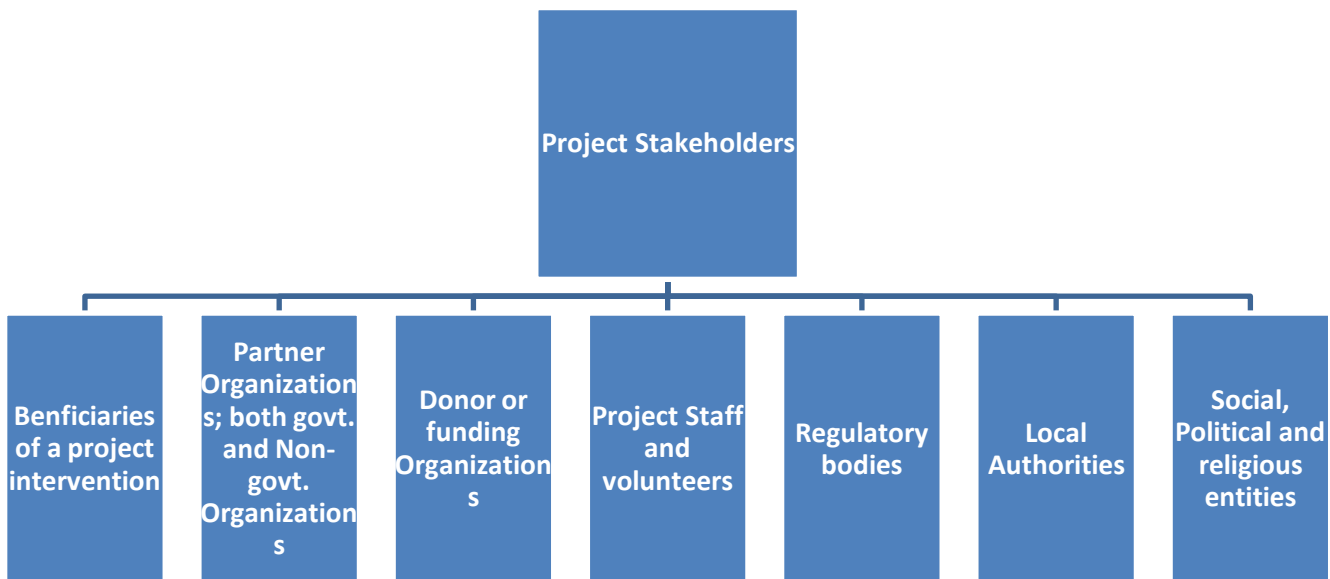 Project Stakeholders
Benficiaries
of a project
intervention
Partner
Organization
s; both govt.
and Non-
govt.
Organization
s
Donor or
funding
Organization
s
Project Staff
and
volunteers
Regulatory
bodies
Local
Authorities
Social,
Political and
religious
entities